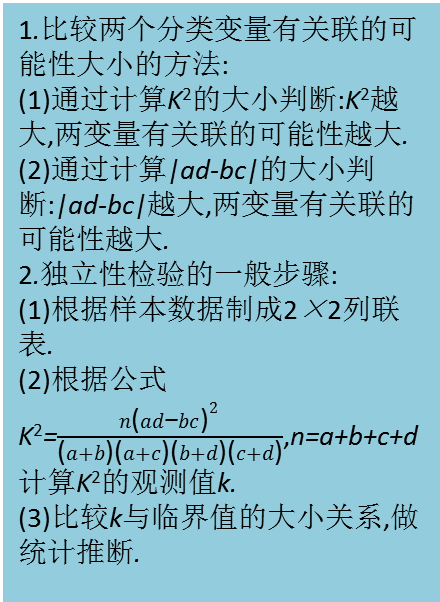 1.比较两个分类变量有关联的可
能性大小的方法:
(1)通过计算K²的大小判断:K²越
大,两变量有关联的可能性越大.
(2)通过计算|ad-bc|的大小判
断:|ad-bc|越大,两变量有关联的
可能性越大.
2.独立性检验的一般步骤:
(1)根据样本数据制成2×2列联
表.
(2)根据公式
K²=n(ad−bc)²/(a+b)(a+c)(b+d)(c+d),n=a+b+c+d
计算K²的观测值k.
(3)比较k与临界值的大小关系,做
统计推断.